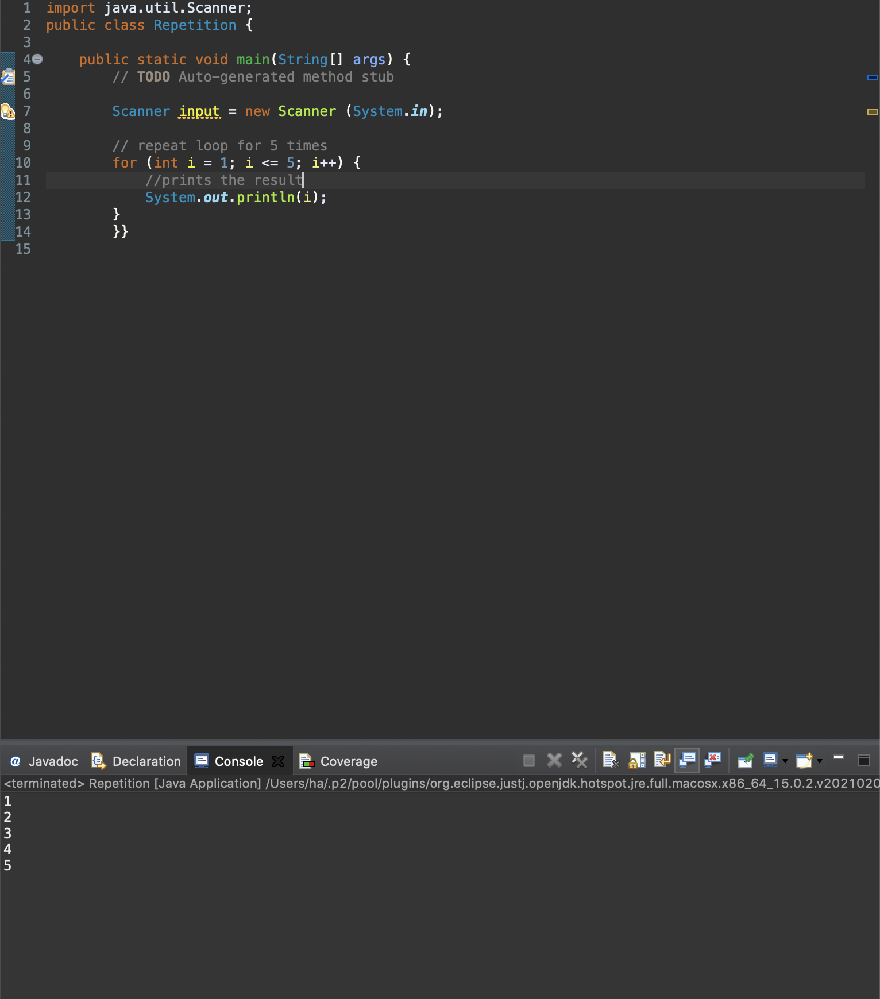 1 import java.util.Scanner;
2 public class Repetition {
3
4 public static void main(String[] args) {
5 // TODO Auto-generated method stub
6
7 Scanner input = new Scanner (System.in);
8
9 // repeat loop for 5 times
10 for (int i = 1; i <= 5; i++) {
11 //prints the result
12 System.out.println(i);
13 }
14 }}
15
@ Javadoc Declaration Console Coverage
<terminated> Repetition [Java Application] /Users/ha/.p2/pool/plugins/org.eclipse.justj.openjdk.hotspot.jre.full.macosx.x86_64_15.0.2.v2021020
1
2
3
4
5